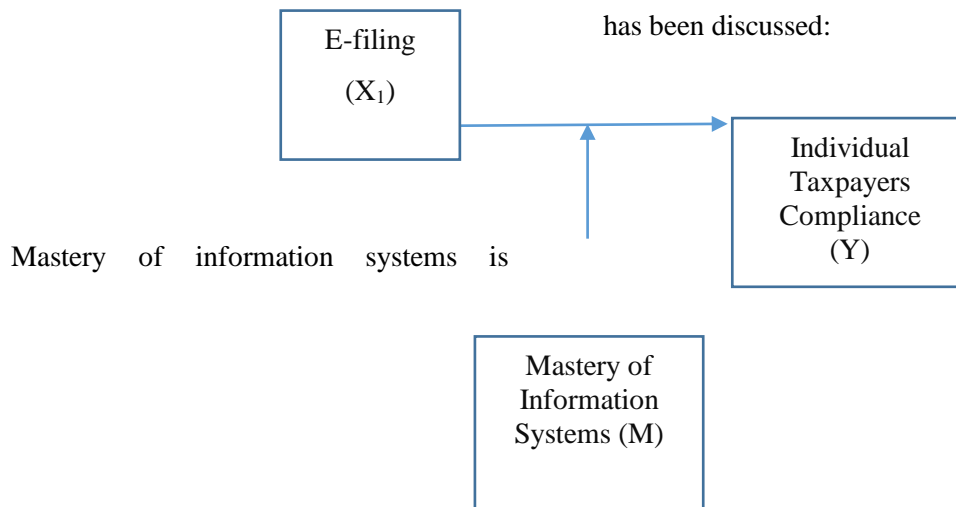 has been discussed:
E-filing
(X₁)
Individual
Taxpayers
Compliance
(Y)
Mastery of information systems is
Mastery of
Information
Systems (M)